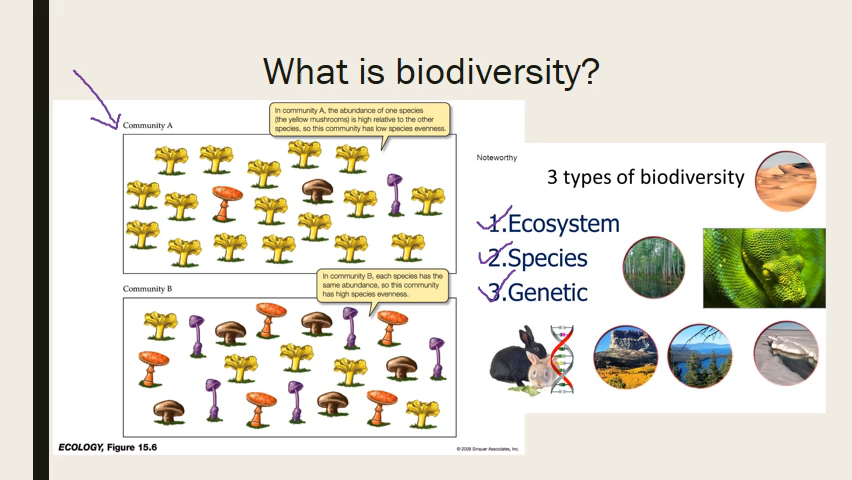 What is biodiversity?
In community A, the abundance of one species
(the yellow mushrooms) is high relative to the other
species, so this community has low species evenness.
Community A
In community B, each species has the
same abundance, so this community
has high species evenness.
Community B
ECOLOGY, Figure 15.6
© 2008 Sinauer Associates, Inc.
Noteworthy
3 types of biodiversity
1.Ecosystem
2.Species
3.Genetic